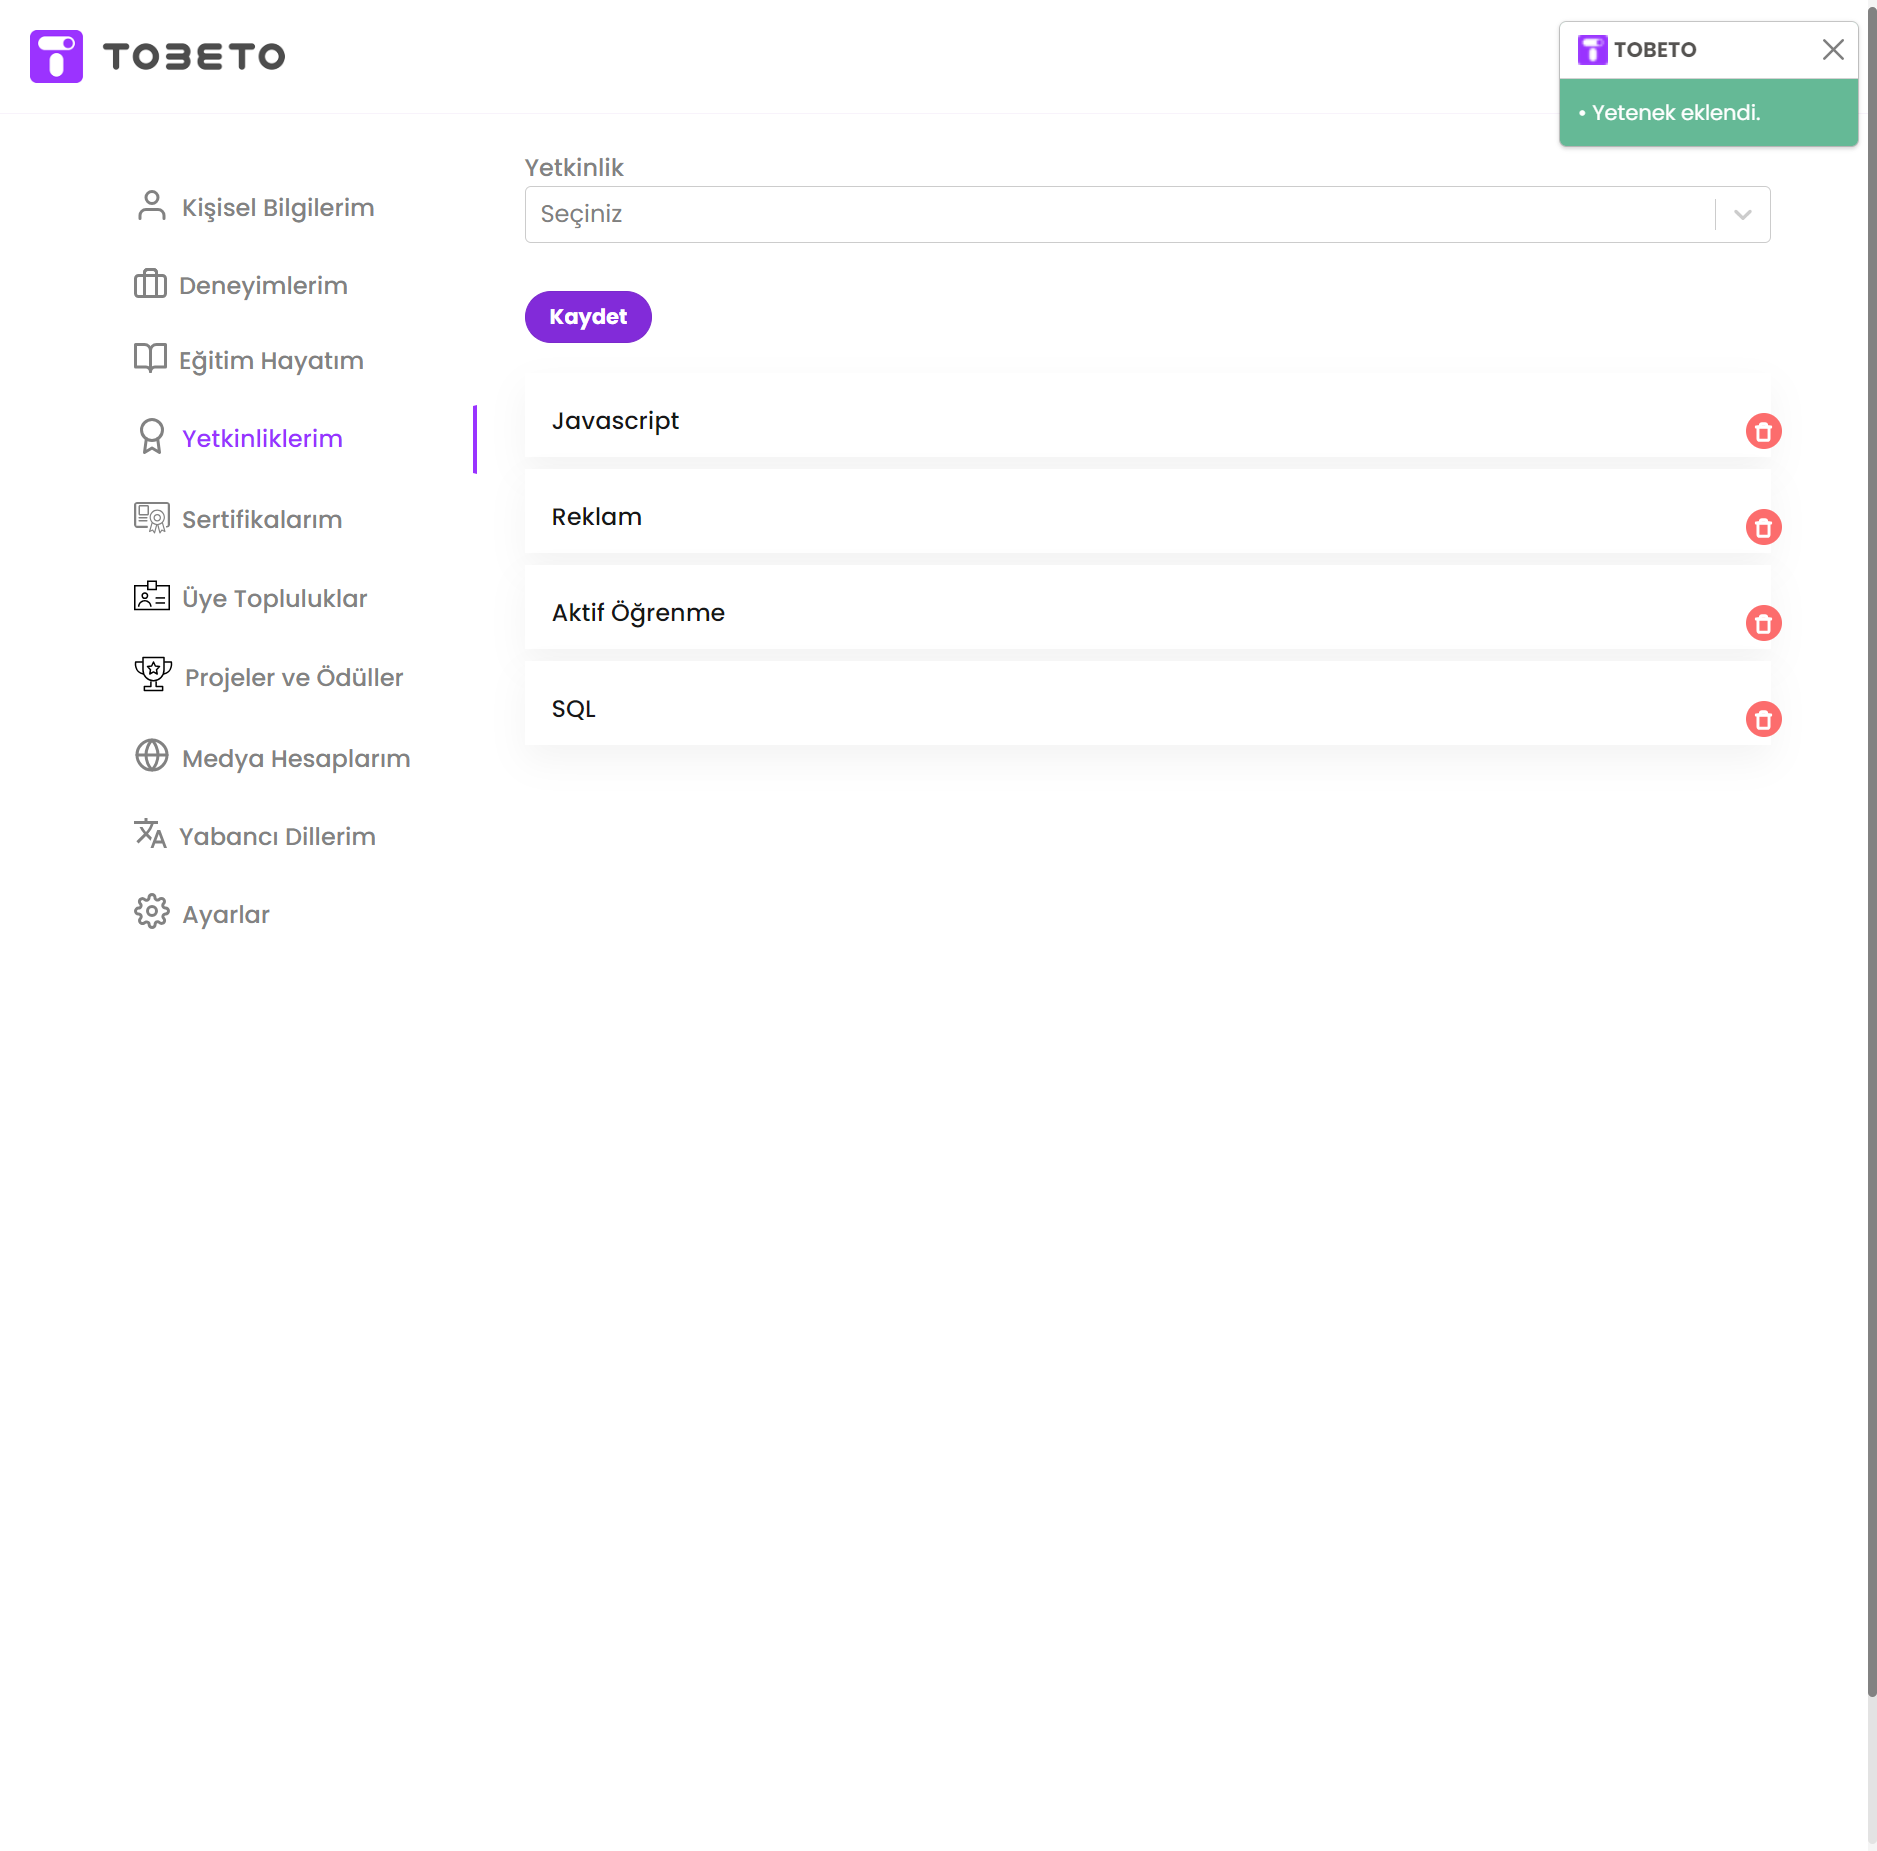 TOBETO
TOBETO
• Yetenek eklendi.
Kişisel Bilgilerim
Deneyimlerim
Eğitim Hayatım
Yetkinliklerim
Sertifikalarım
Üye Topluluklar
Projeler ve Ödüller
Medya Hesaplarım
Yabancı Dillerim
Ayarlar
Yetkinlik
Seçiniz
Kaydet
Javascript
Reklam
Aktif Öğrenme
SQL